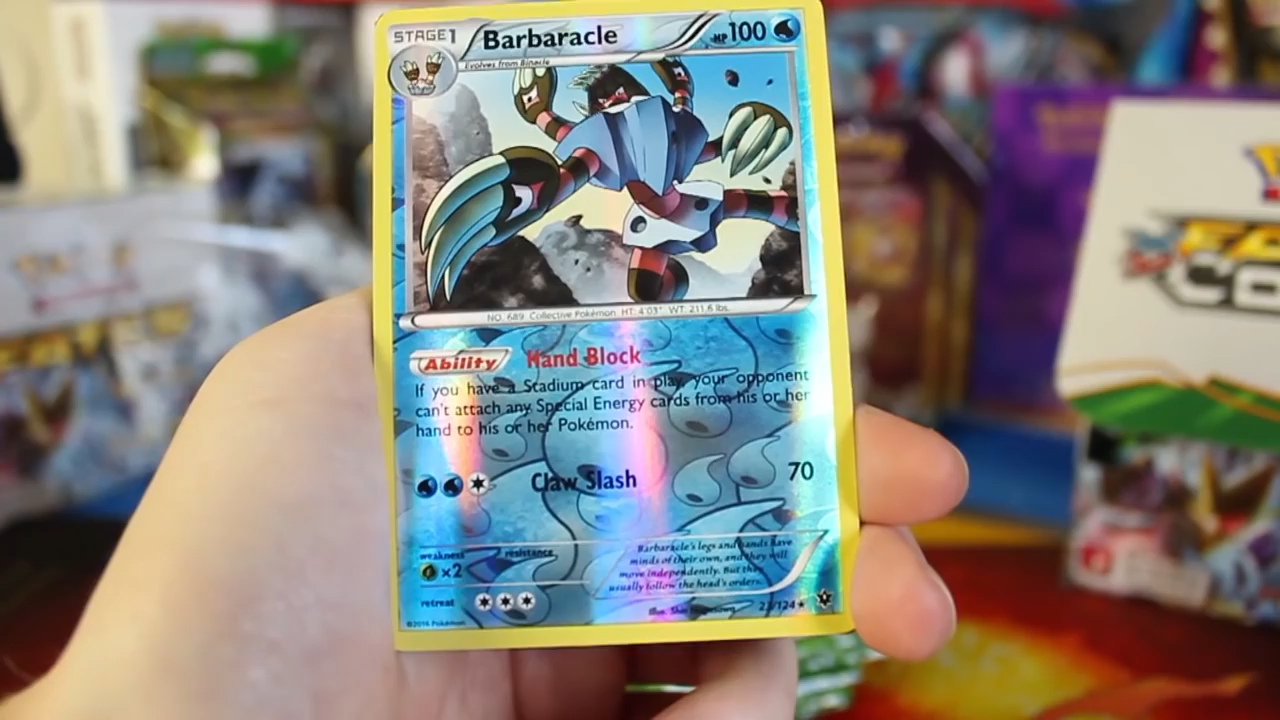 STAGE 1 Barbaracle HP 100
Evolves from Binacle
NO. 689 Collective Pokémon HT: 4'03" WT: 211.6 lbs.
Ability Hand Block
If you have a Stadium card in play, your opponent
can't attach any Special Energy cards from his or her
hand to his or her Pokémon.
Claw Slash 70
weakness resistance
×2
Barbaracle's legs and hands have
minds of their own, and they will
move independently. But they
usually follow the head's orders.
retreat
Illus. Shin
/124
©2016 Pokémon